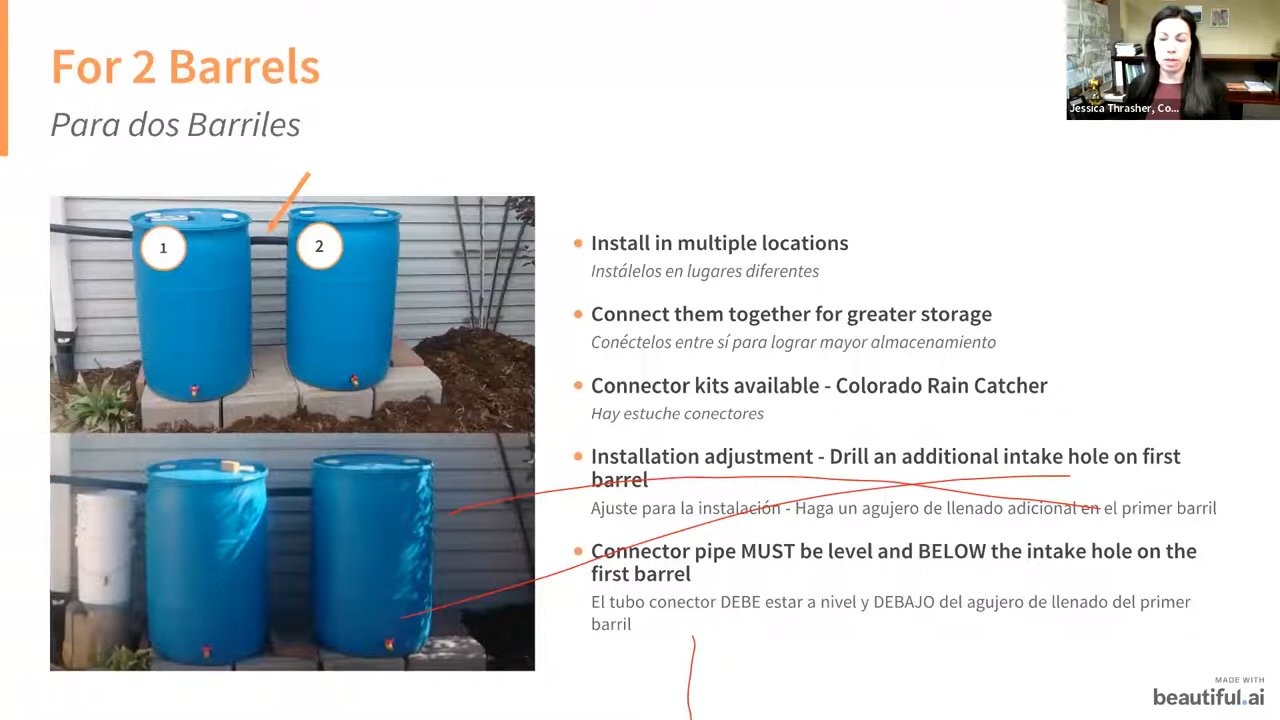 For 2 Barrels
Para dos Barriles
Jessica Thrasher, Co...
1
2
Install in multiple locations
Instálelos en lugares diferentes
Connect them together for greater storage
Conéctelos entre sí para lograr mayor almacenamiento
Connector kits available - Colorado Rain Catcher
Hay estuche conectores
Installation adjustment - Drill an additional intake hole on first
barrel
Ajuste para la instalación - Haga un agujero de llenado adicional en el primer barril
Connector pipe MUST be level and BELOW the intake hole on the
first barrel
El tubo conector DEBE estar a nivel y DEBAJO del agujero de llenado del primer
barril
MADE WITH
beautiful.ai